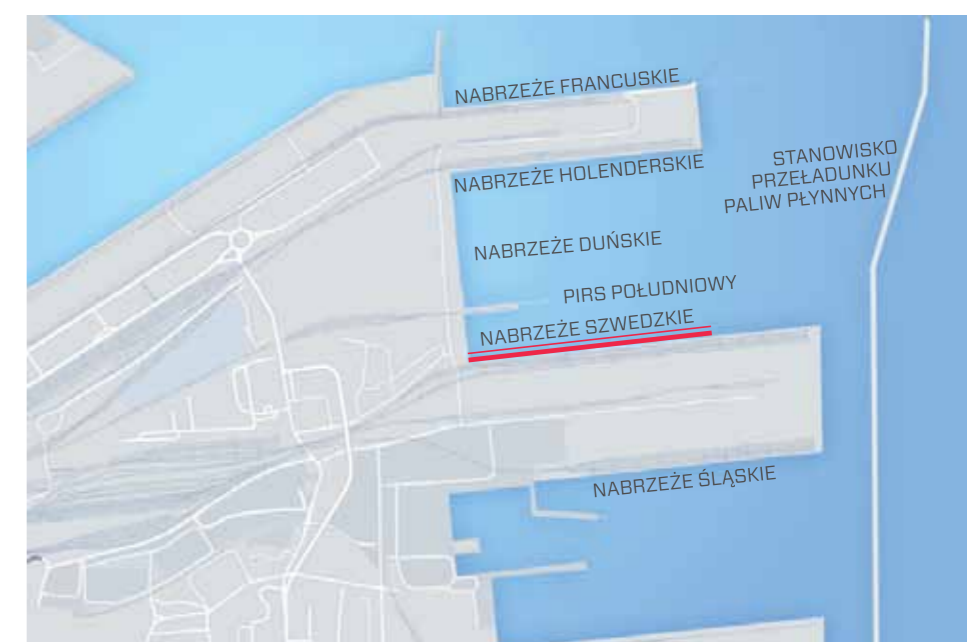 NABRZEŻE FRANCUSKIE
NABRZEŻE HOLENDERSKIE
STANOWISKO
PRZEŁADUNKU
PALIW PŁYNNYCH
NABRZEŻE DUŃSKIE
PIRS POŁUDNIOWY
NABRZEŻE SZWEDZKIE
NABRZEŻE ŚLĄSKIE